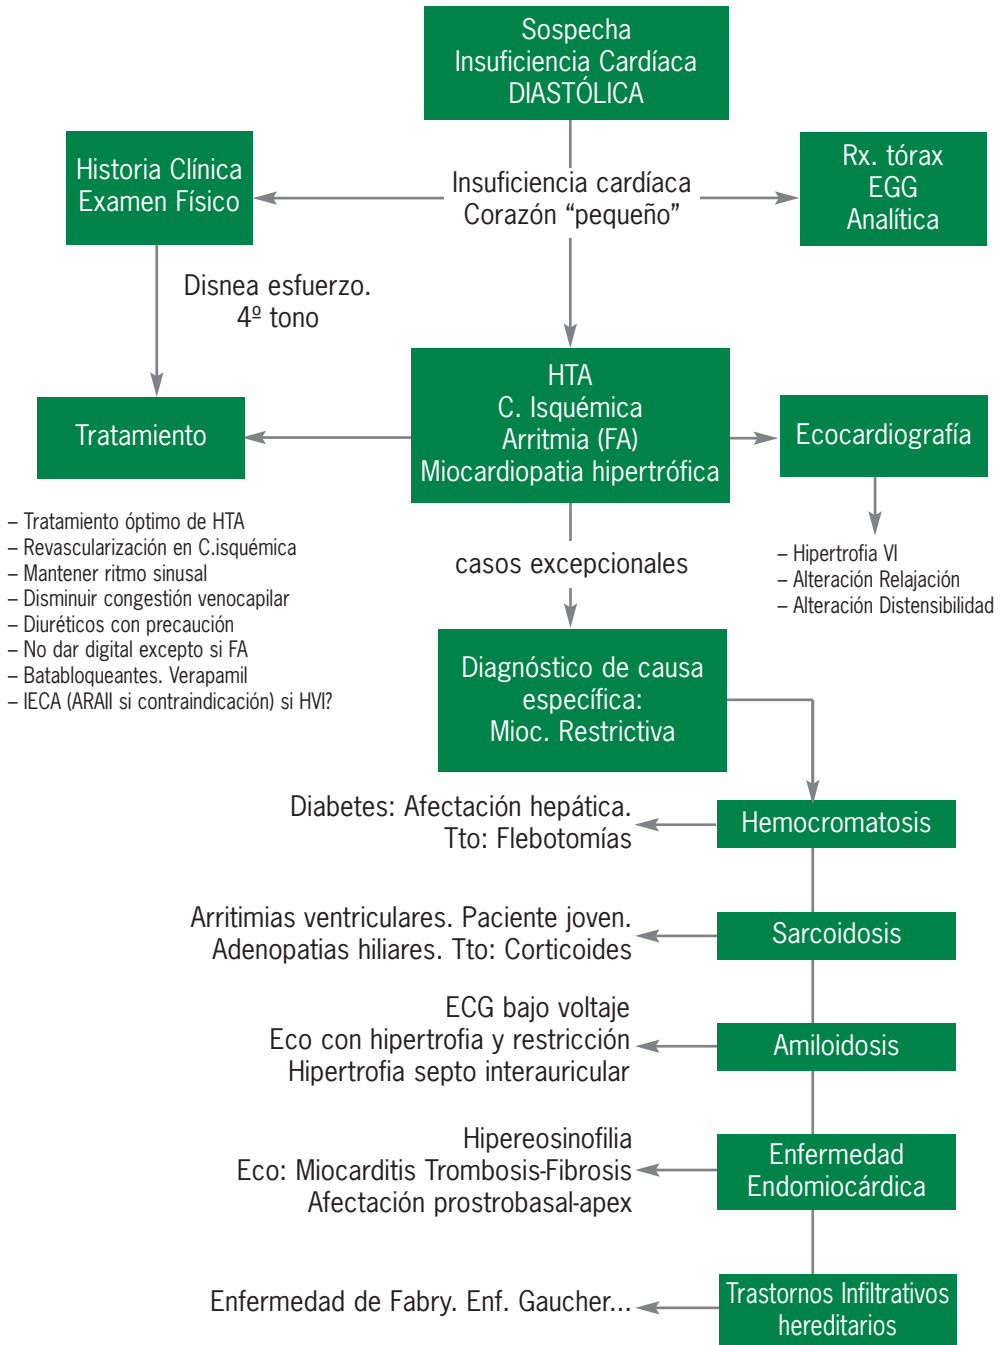 Sospecha
Insuficiencia Cardíaca
DIASTÓLICA
Historia Clínica
Examen Físico
Insuficiencia cardíaca
Corazón “pequeño”
Rx. tórax
EGG
Analítica
Disnea esfuerzo.
4º tono
Tratamiento
HTA
C. Isquémica
Arritmia (FA)
Miocardiopatia hipertrófica
Ecocardiografía
– Tratamiento óptimo de HTA
– Revascularización en C.isquémica
– Mantener ritmo sinusal
– Disminuir congestión venocapilar
– Diuréticos con precaución
– No dar digital excepto si FA
– Batabloqueantes. Verapamil
– IECA (ARAII si contraindicación) si HVI?
casos excepcionales
– Hipertrofia VI
– Alteración Relajación
– Alteración Distensibilidad
Diagnóstico de causa
específica:
Mioc. Restrictiva
Diabetes: Afectación hepática.
Tto: Flebotomías
Hemocromatosis
Arritimias ventriculares. Paciente joven.
Adenopatias hiliares. Tto: Corticoides
Sarcoidosis
ECG bajo voltaje
Eco con hipertrofia y restricción
Hipertrofia septo interauricular
Amiloidosis
Hipereosinofilia
Eco: Miocarditis Trombosis-Fibrosis
Afectación prostrobasal-apex
Enfermedad
Endomiocárdica
Enfermedad de Fabry. Enf. Gaucher...
Trastornos Infiltrativos
hereditarios